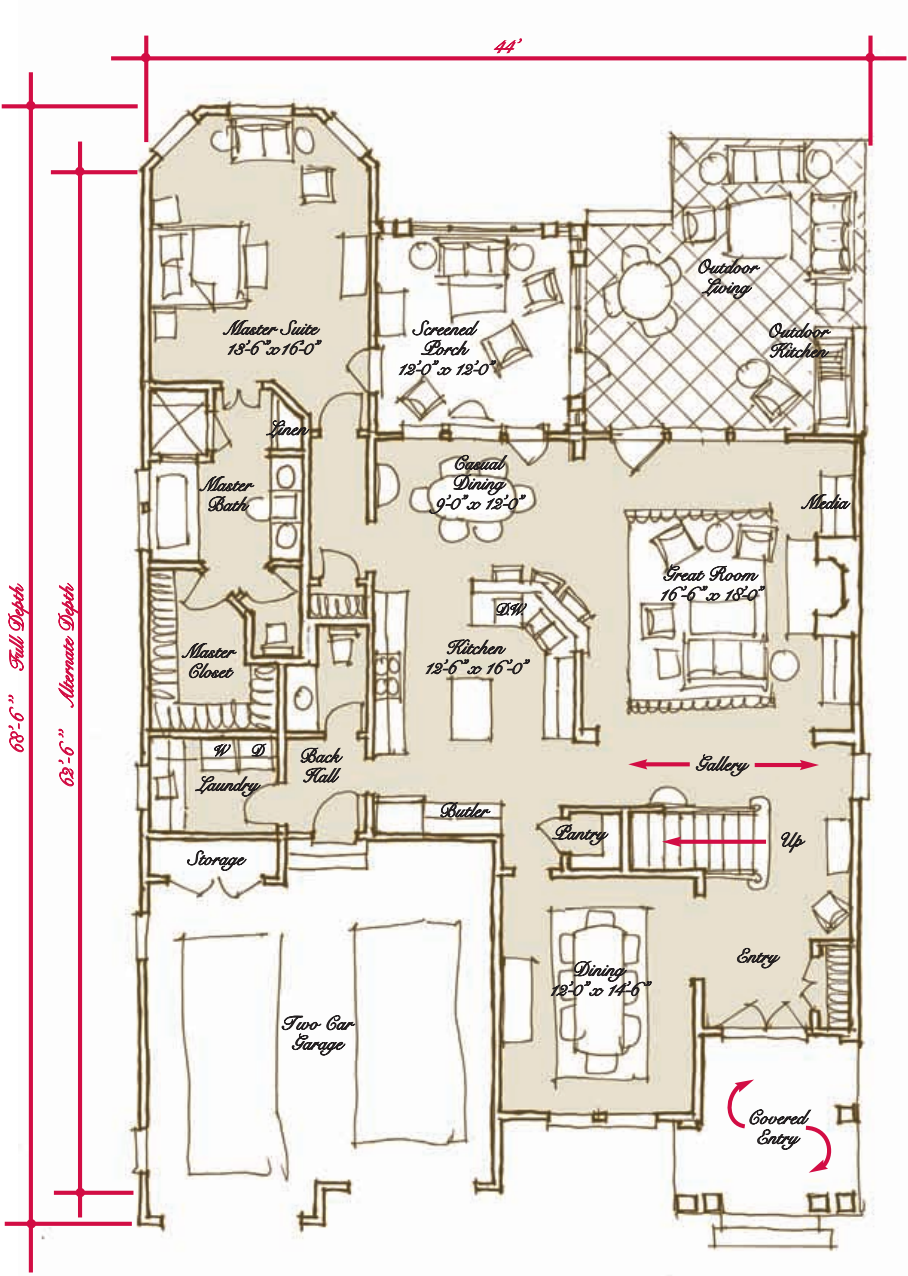 44'
68'-6" Full Depth
62'-6" Alternate Depth
Master Suite
13'-6"x16'-0"
Screened
Porch
12'-0" x 12'-0"
Outdoor
Living
Outdoor
Kitchen
Linen
Master
Bath
Casual
Dining
9'-0" x 12'-0"
Media
Great Room
16'-6" x 18'-0"
D.W.
Kitchen
12'-6" x 16'-0"
Master
Closet
W D
Laundry
Back
Hall
Gallery
Butler
Pantry
Up
Storage
Entry
Dining
12'-0" x 14'-6"
Two Car
Garage
Covered
Entry